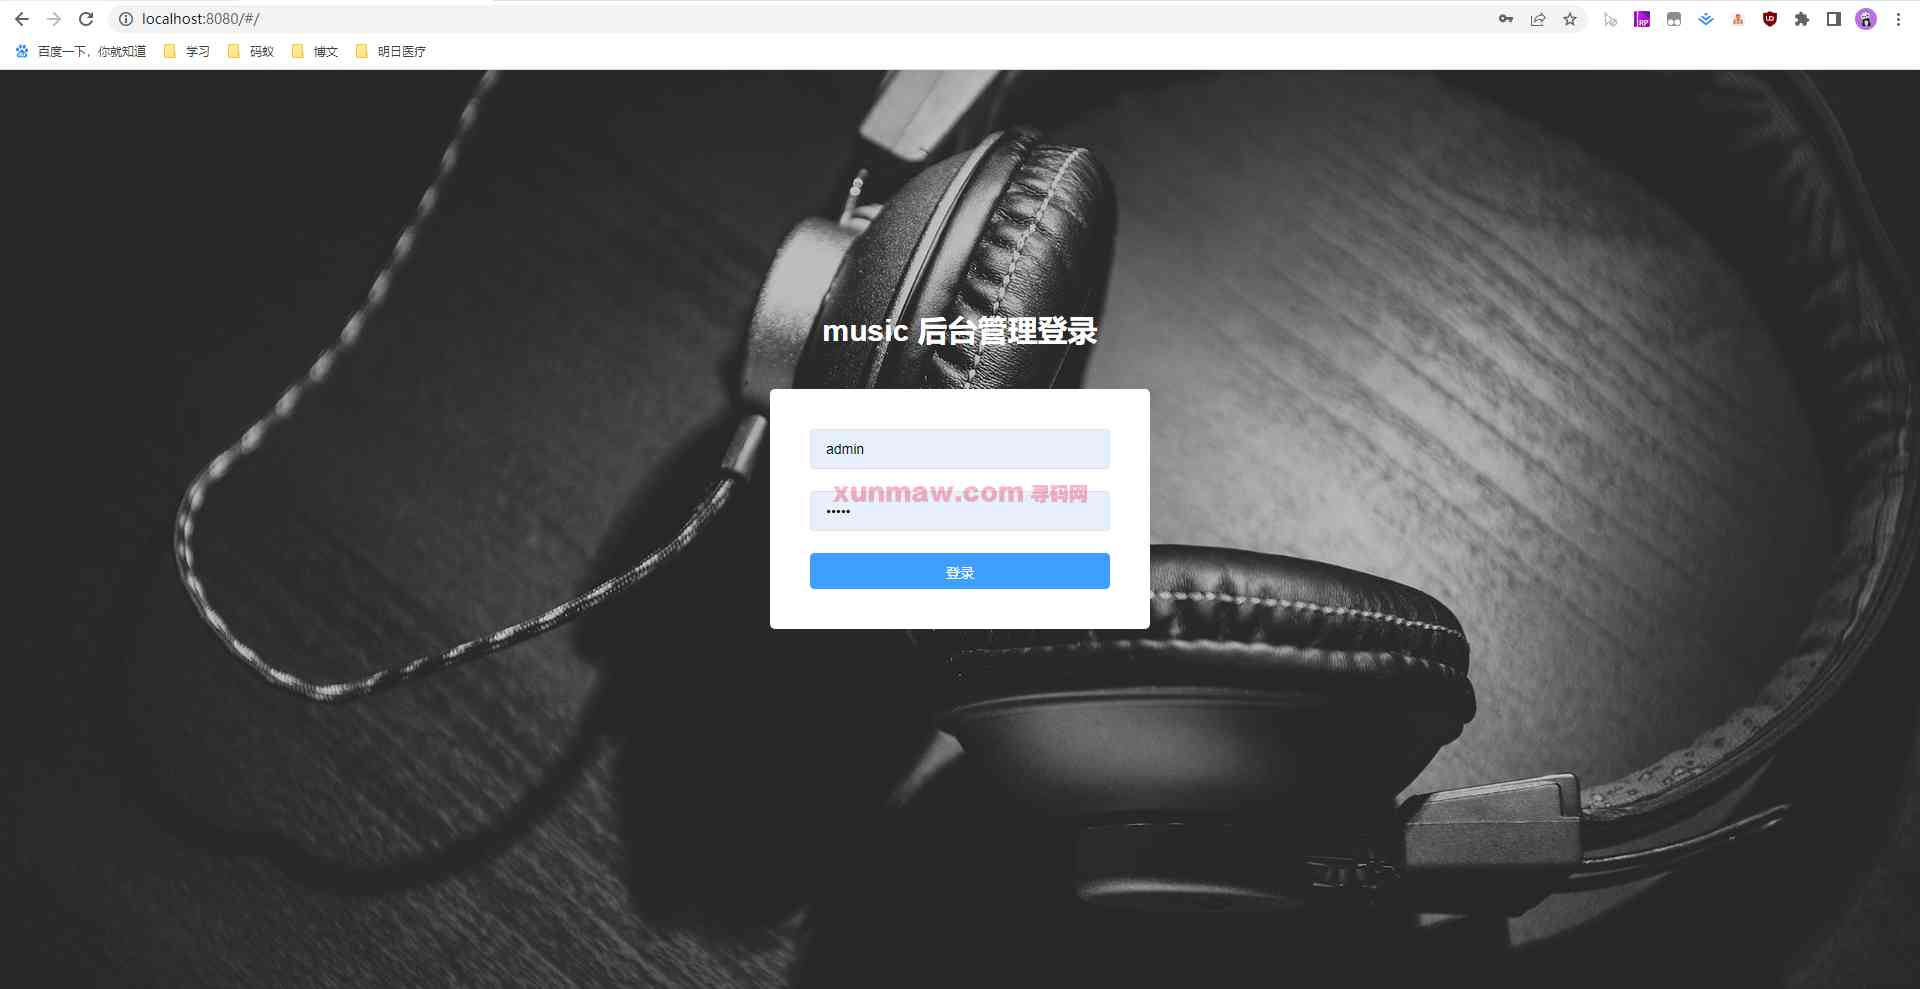 localhost:8080/#/
百度一下，你就知道
学习
码蚁
博文
明日医疗
music 后台管理登录
admin
xunmaw.com 寻码网
•••••
登录